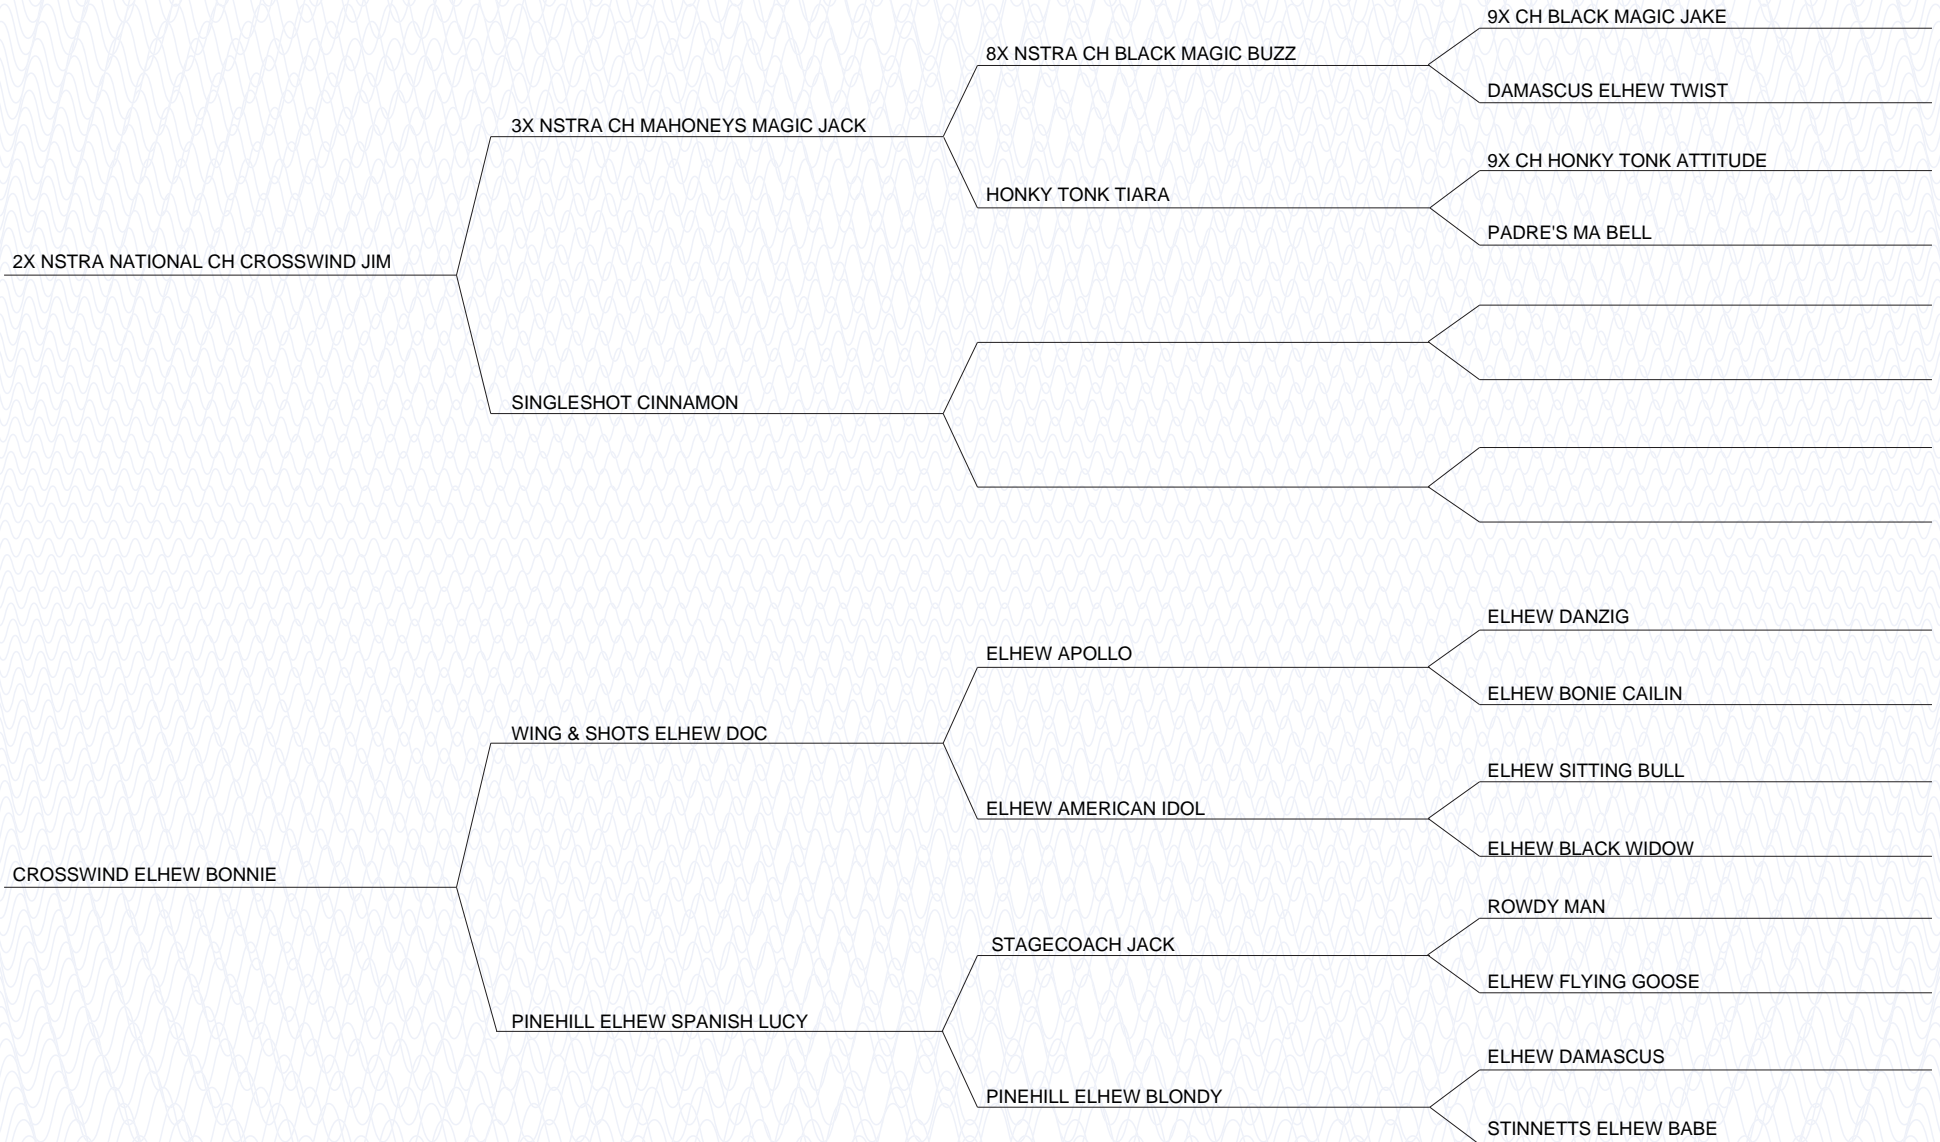 9X CH BLACK MAGIC JAKE
8X NSTRA CH BLACK MAGIC BUZZ
DAMASCUS ELHEW TWIST
3X NSTRA CH MAHONEYS MAGIC JACK
9X CH HONKY TONK ATTITUDE
HONKY TONK TIARA
PADRE'S MA BELL
2X NSTRA NATIONAL CH CROSSWIND JIM
SINGLESHOT CINNAMON
ELHEW DANZIG
ELHEW APOLLO
ELHEW BONIE CAILIN
WING & SHOTS ELHEW DOC
ELHEW SITTING BULL
ELHEW AMERICAN IDOL
ELHEW BLACK WIDOW
CROSSWIND ELHEW BONNIE
ROWDY MAN
STAGECOACH JACK
ELHEW FLYING GOOSE
PINEHILL ELHEW SPANISH LUCY
ELHEW DAMASCUS
PINEHILL ELHEW BLONDY
STINNETTS ELHEW BABE